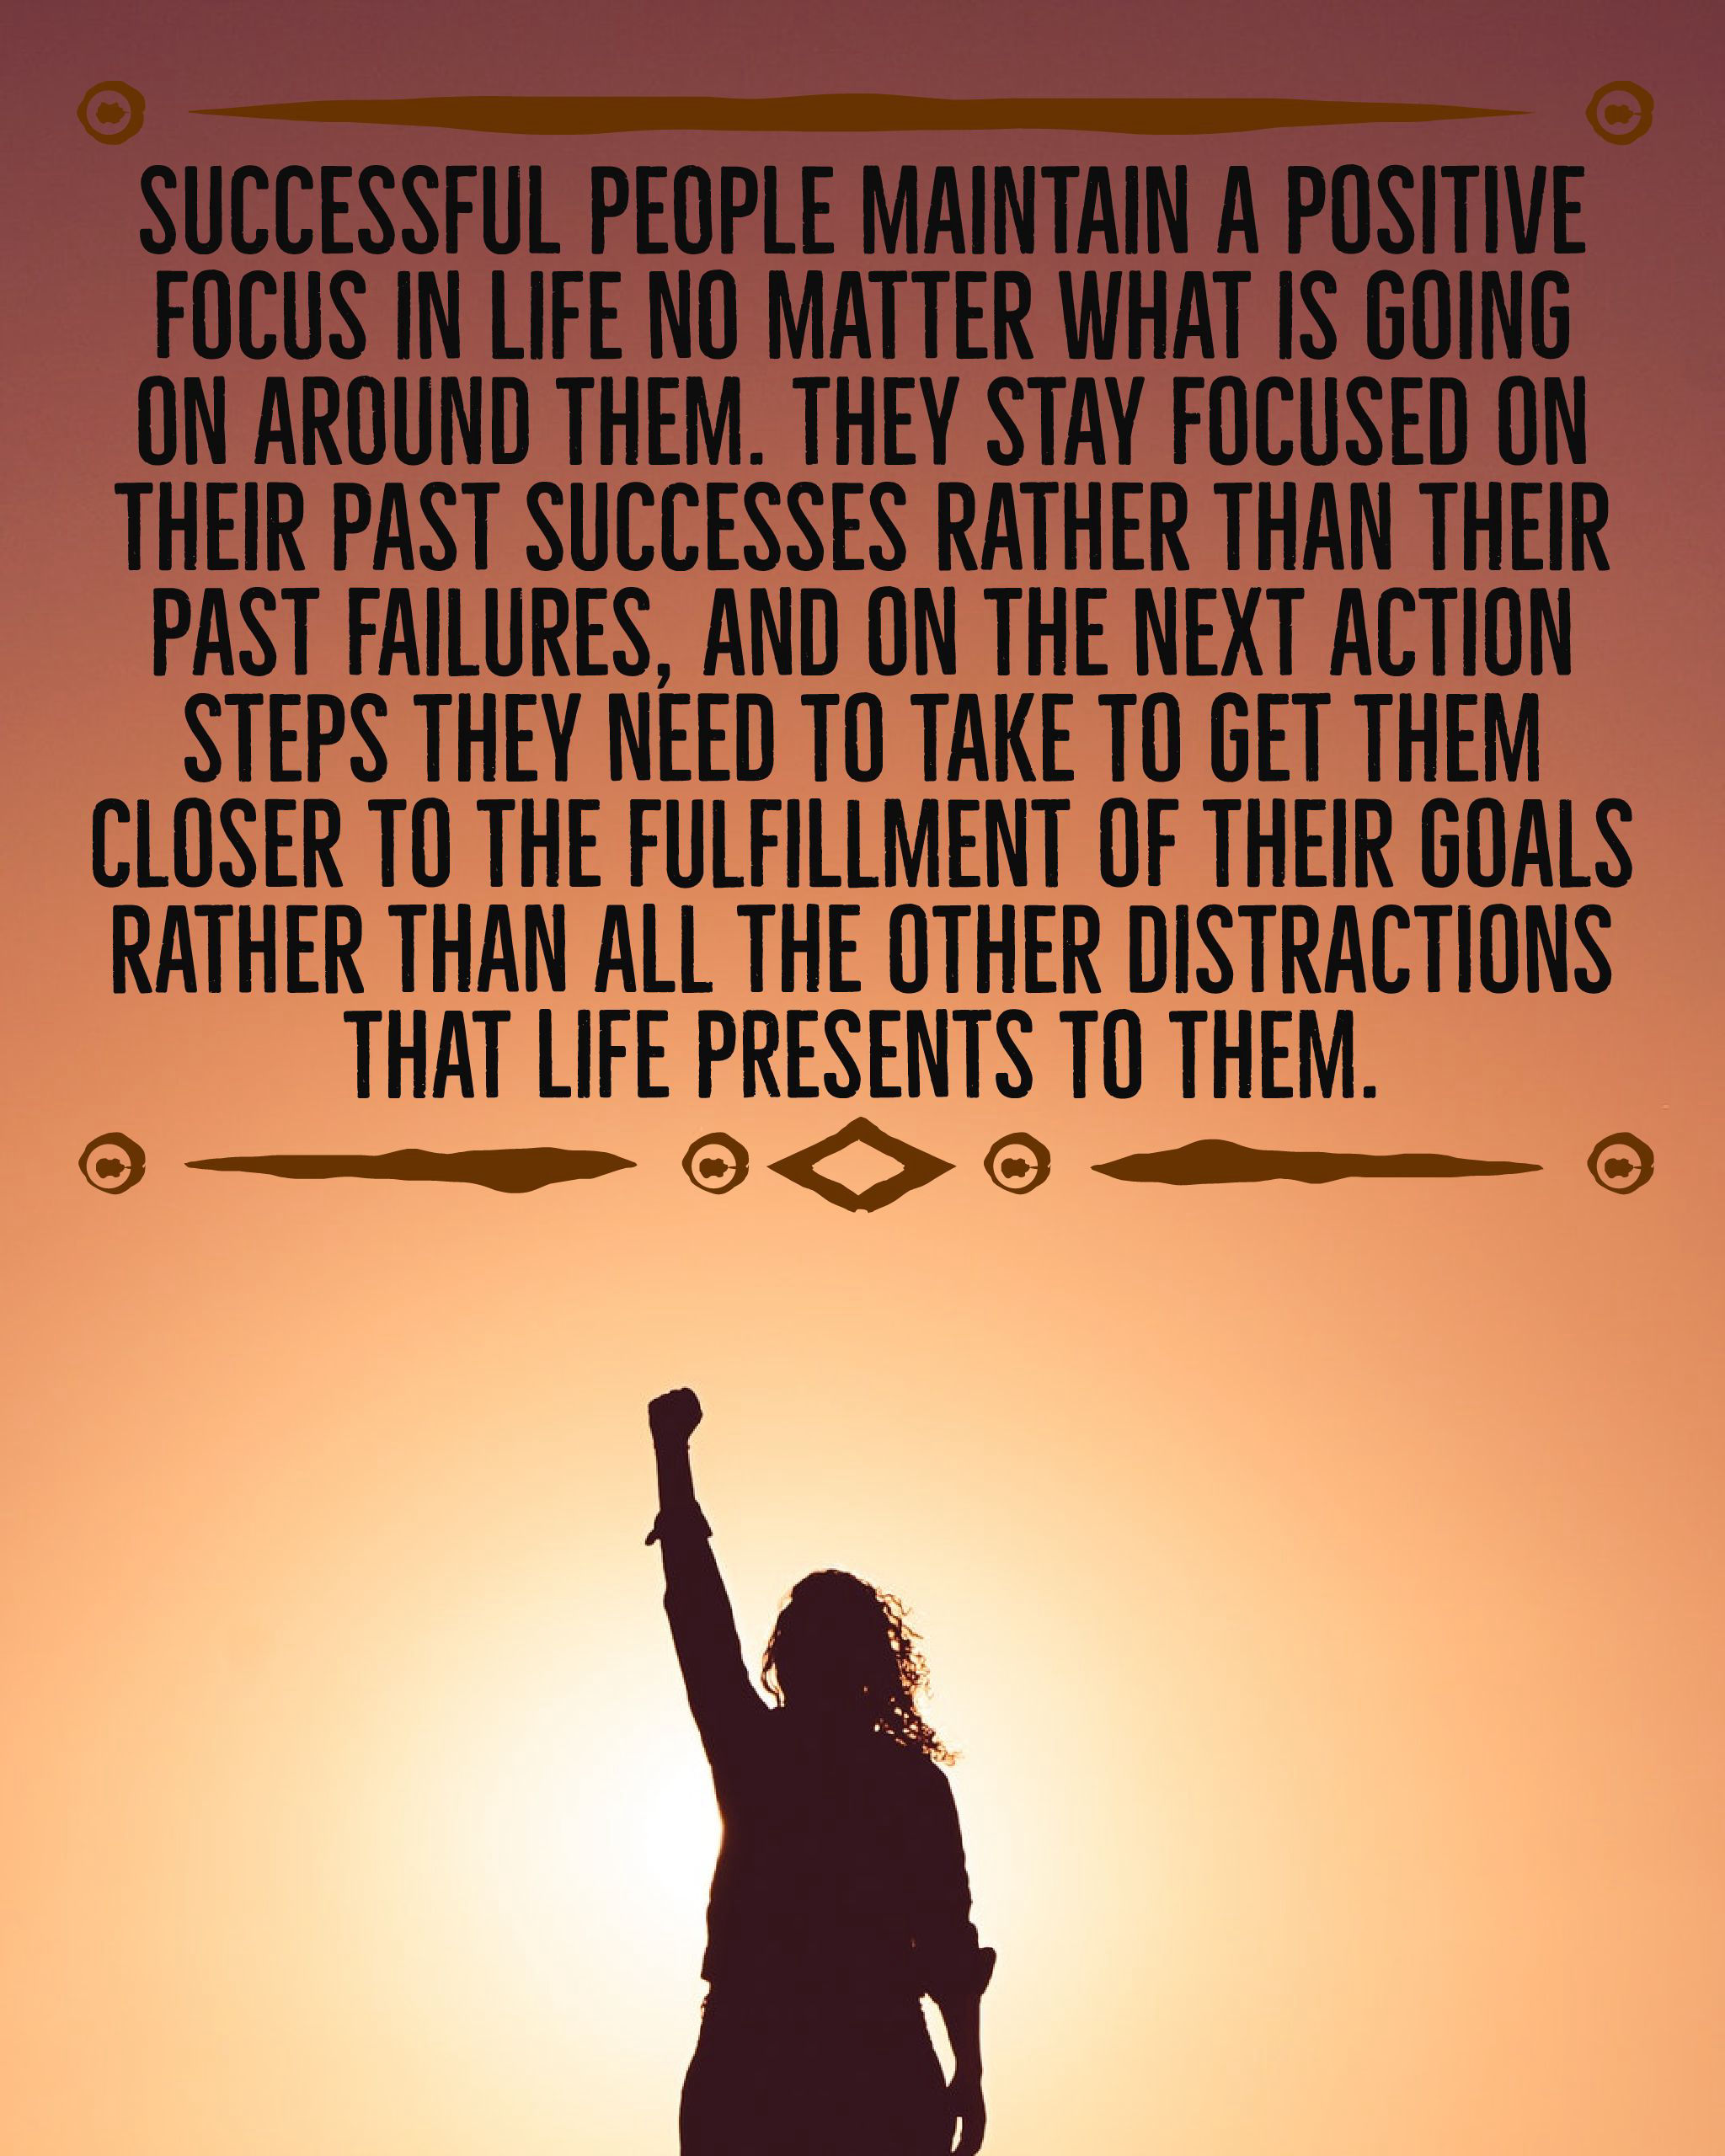 SUCCESSFUL PEOPLE MAINTAIN A POSITIVE
FOCUS IN LIFE NO MATTER WHAT IS GOING
ON AROUND THEM. THEY STAY FOCUSED ON
THEIR PAST SUCCESSES RATHER THAN THEIR
PAST FAILURES, AND ON THE NEXT ACTION
STEPS THEY NEED TO TAKE TO GET THEM
CLOSER TO THE FULFILLMENT OF THEIR GOALS
RATHER THAN ALL THE OTHER DISTRACTIONS
THAT LIFE PRESENTS TO THEM.